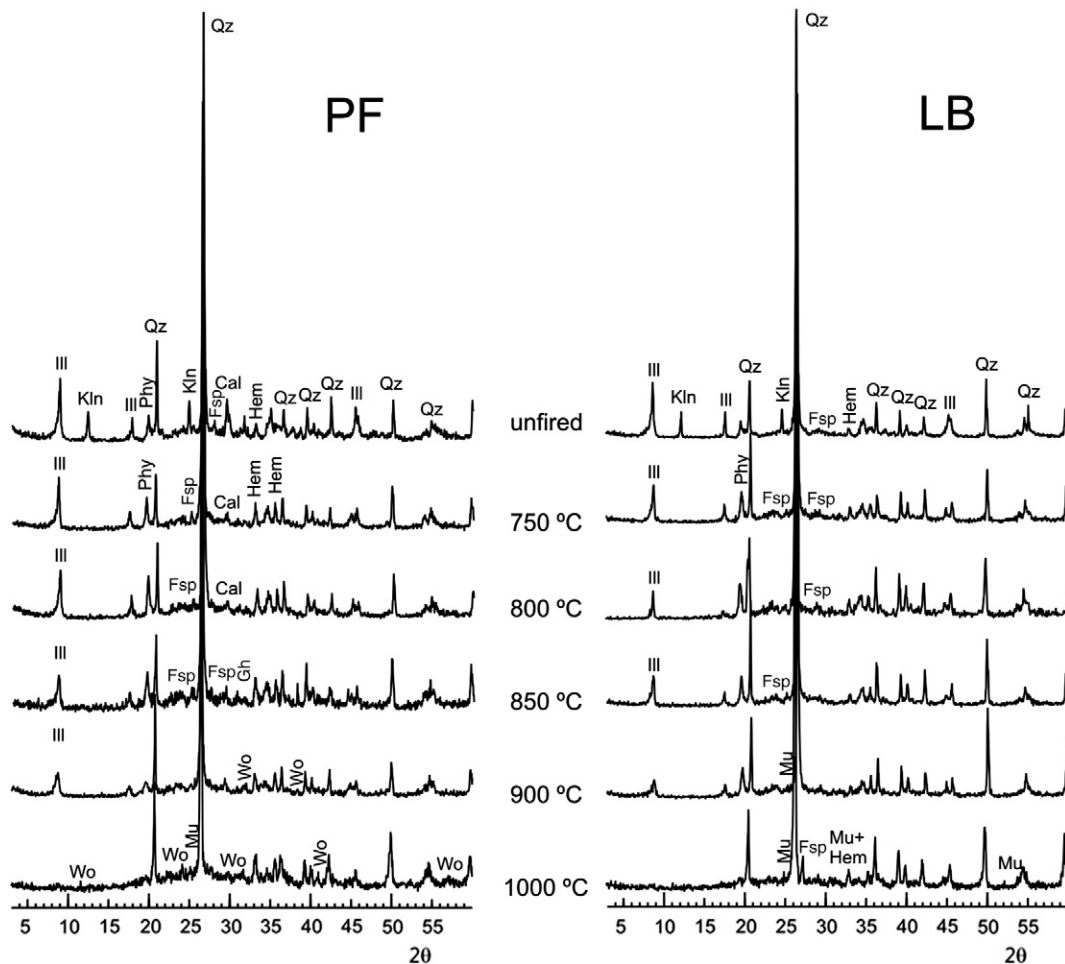 Qz
PF
Ill
Kln
Ill
Phy
Qz
Kln
Fsp
Cal
Hem
Qz
Qz
Qz
Ill
Qz
Qz
Ill
Phy
Fsp
Cal
Hem
Hem
Ill
Fsp
Cal
Ill
Fsp
Fsp
Gh
Ill
Wo
Wo
Wo
Wo
Mu
Wo
Wo
Wo
5 10 15 20 25 30 35 40 45 50 55
2θ
unfired
750 ºC
800 ºC
850 ºC
900 ºC
1000 ºC
Qz
LB
Ill
Kln
Ill
Qz
Kln
Fsp
Hem
Qz
Qz
Qz
Ill
Qz
Qz
Ill
Phy
Fsp
Fsp
Ill
Fsp
Ill
Fsp
Mu
Mu
Fsp
Mu+
Hem
Mu
5 10 15 20 25 30 35 40 45 50 55
2θ